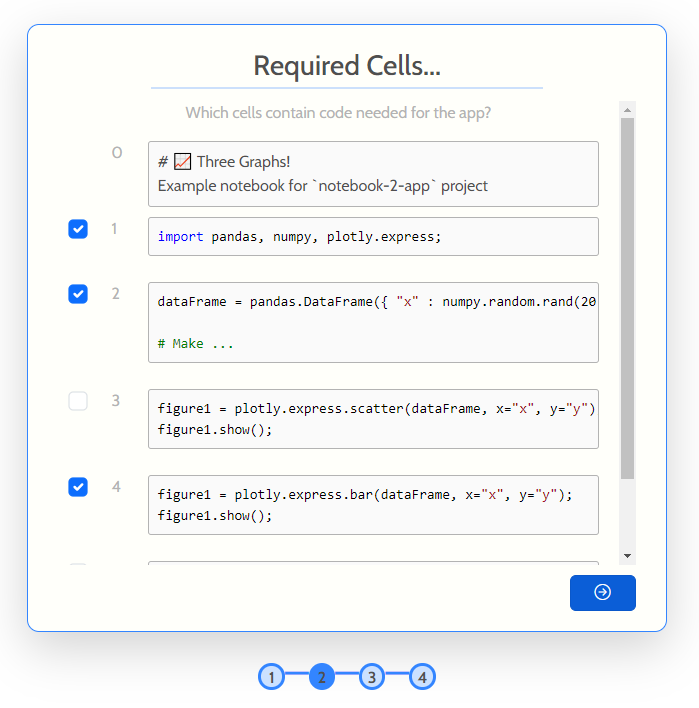 Required Cells...
Which cells contain code needed for the app?
0
# 📈 Three Graphs!
Example notebook for `notebook-2-app` project
1
import pandas, numpy, plotly.express;
2
dataFrame = pandas.DataFrame({ "x" : numpy.random.rand(20
# Make ...
3
figure1 = plotly.express.scatter(dataFrame, x="x", y="y")
figure1.show();
4
figure1 = plotly.express.bar(dataFrame, x="x", y="y");
figure1.show();
1 2 3 4